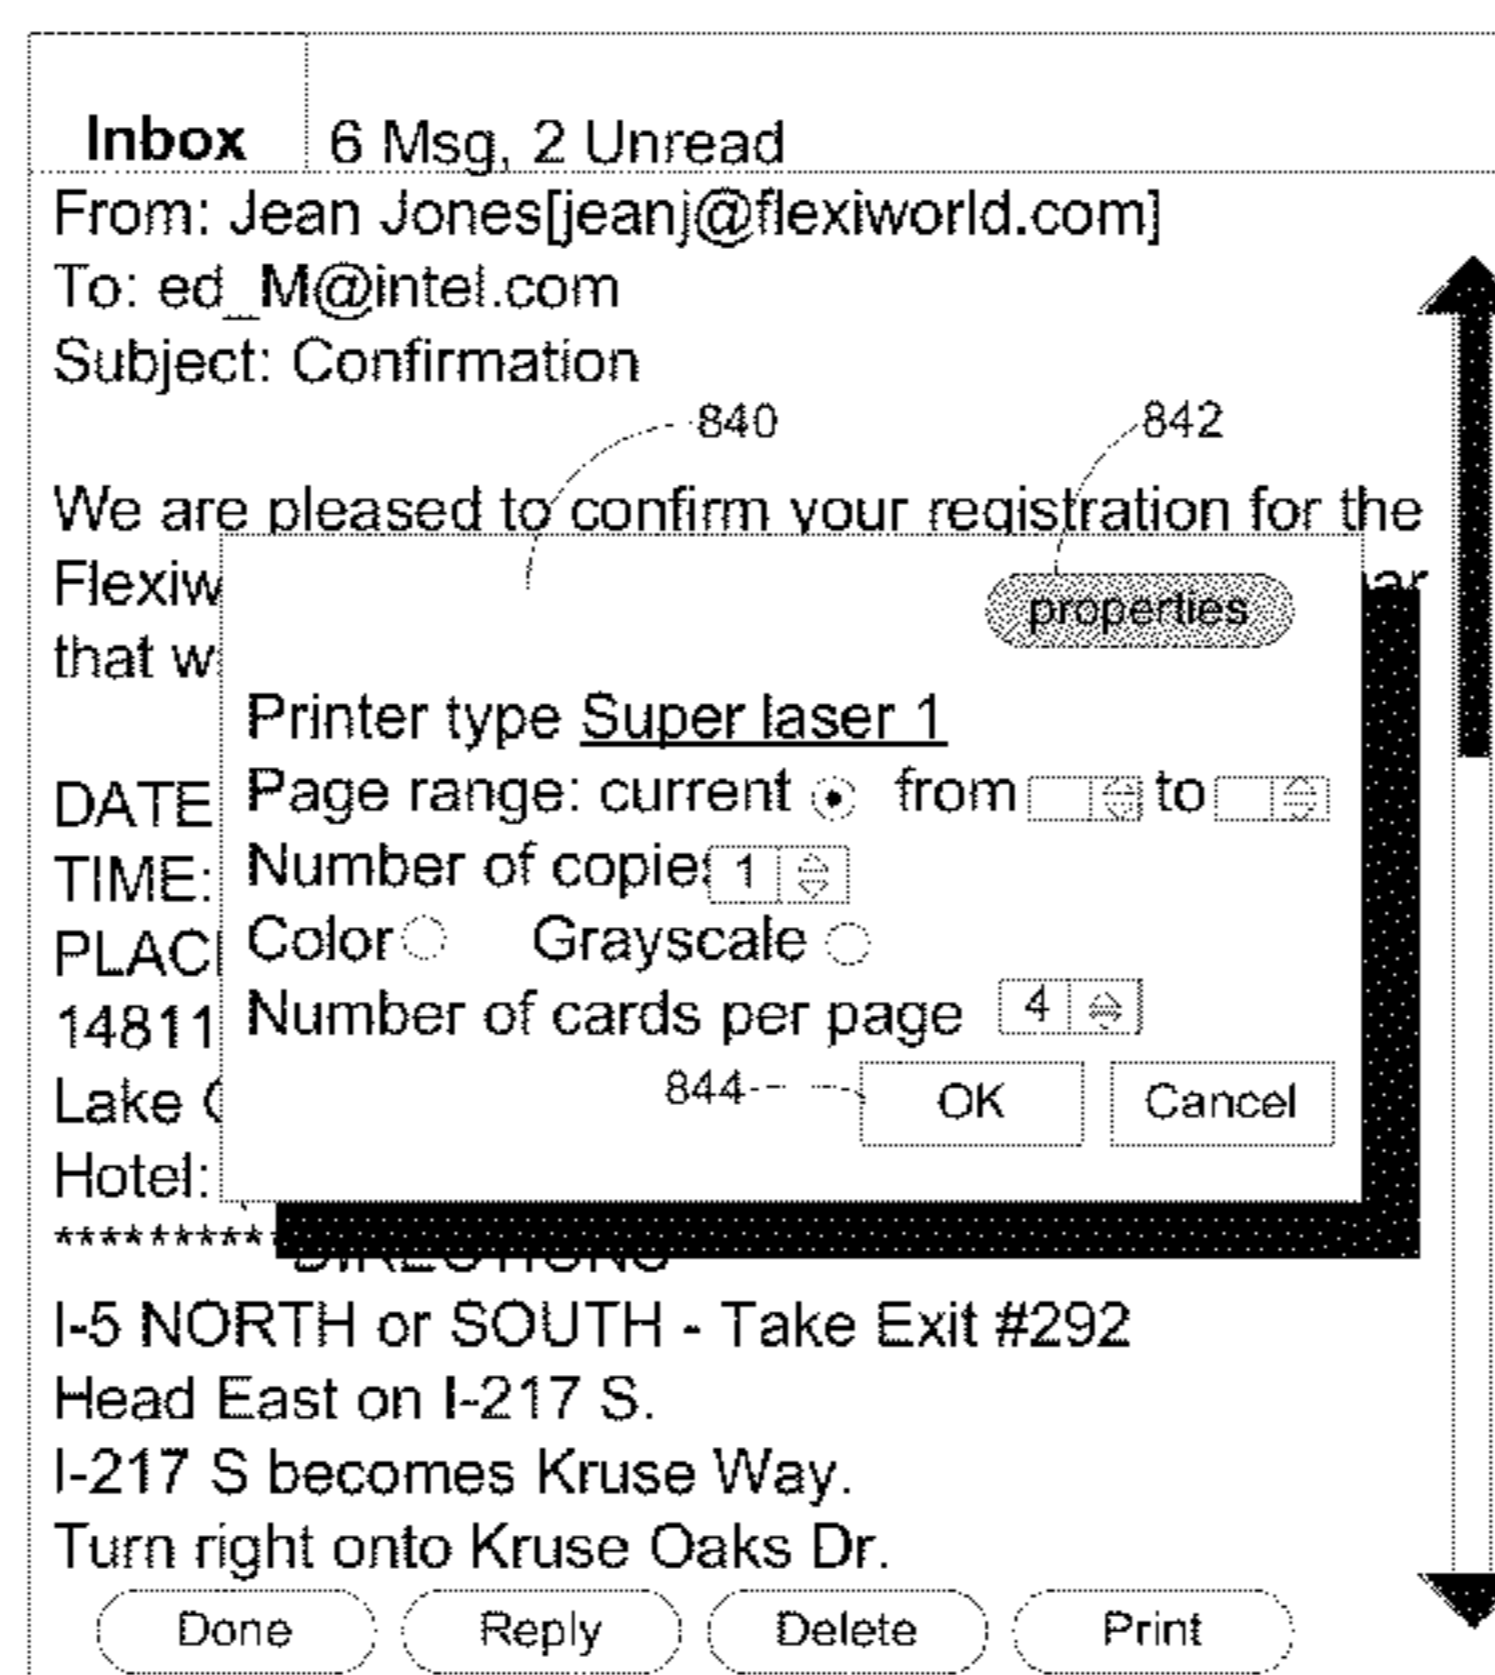 Inbox 6 Msg, 2 Unread
From: Jean Jones[jeanj@flexiworld.com]
To: ed_M@intel.com
Subject: Confirmation
840 842
We are pleased to confirm your registration for the
Flexiw
properties
that w
Printer type Super laser 1
DATE
Page range: current from to
TIME:
Number of copies 1
PLAC
Color Grayscale
14811
Number of cards per page 4
Lake
844 OK Cancel
Hotel:
*********
DIRECTIONS
I-5 NORTH or SOUTH - Take Exit #292
Head East on I-217 S.
I-217 S becomes Kruse Way.
Turn right onto Kruse Oaks Dr.
Done Reply Delete Print